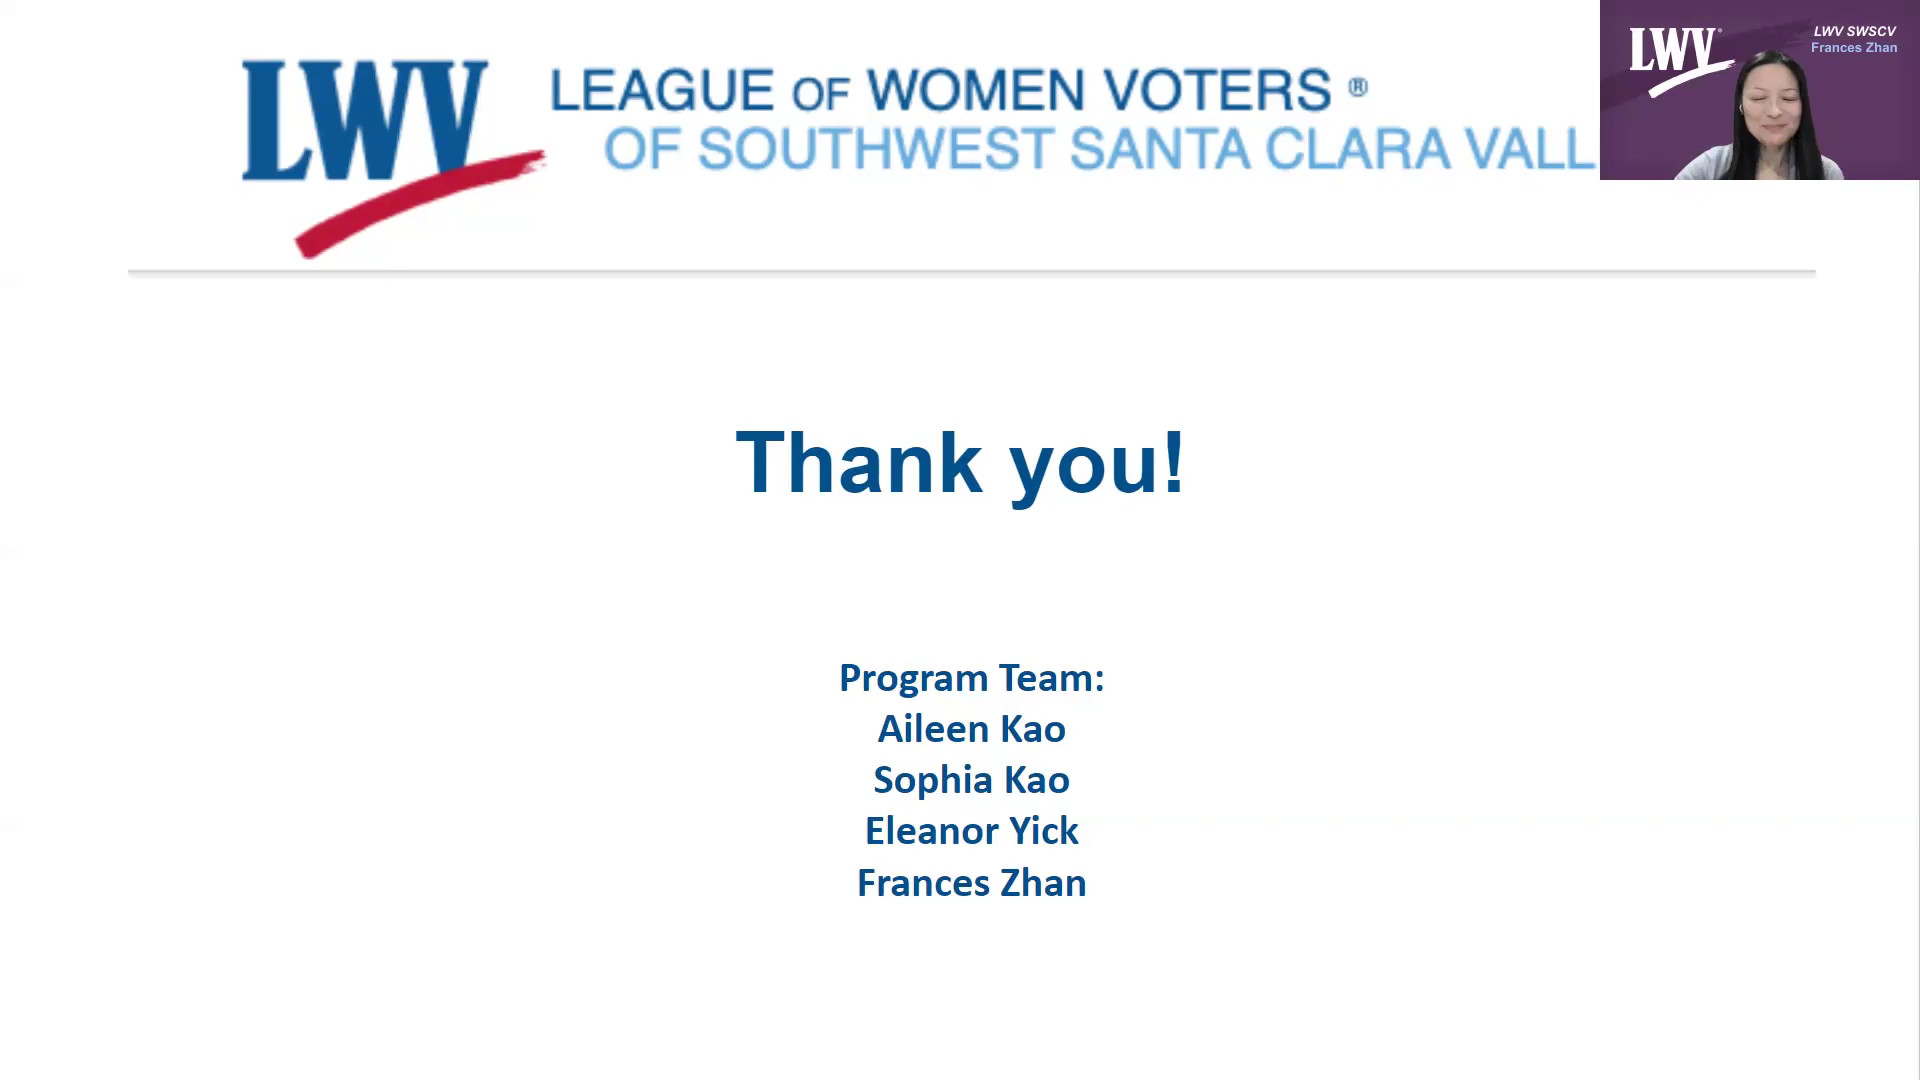 LWV
LEAGUE OF WOMEN VOTERS ®
OF SOUTHWEST SANTA CLARA VALL
LWV
LWV SWSCV
Frances Zhan
Thank you!
Program Team:
Aileen Kao
Sophia Kao
Eleanor Yick
Frances Zhan